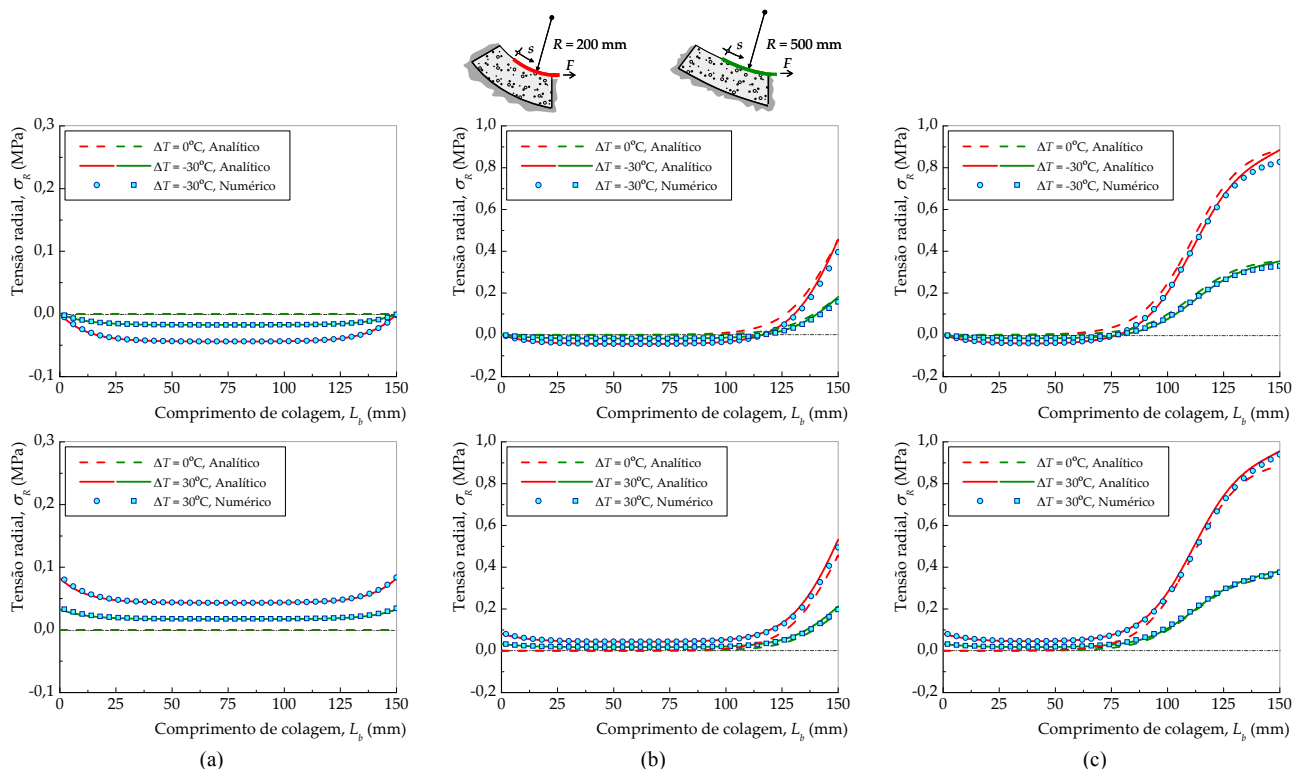 s
R = 200 mm
F
s
R = 500 mm
F
Tensão radial, σR (MPa)
0,3
0,2
0,1
0,0
-0,1
ΔT = 0ºC, Analítico
ΔT = -30ºC, Analítico
ΔT = -30ºC, Numérico
0 25 50 75 100 125 150
Comprimento de colagem, Lb (mm)
Tensão radial, σR (MPa)
1,0
0,8
0,6
0,4
0,2
0,0
-0,2
ΔT = 0ºC, Analítico
ΔT = -30ºC, Analítico
ΔT = -30ºC, Numérico
0 25 50 75 100 125 150
Comprimento de colagem, Lb (mm)
Tensão radial, σR (MPa)
1,0
0,8
0,6
0,4
0,2
0,0
-0,2
ΔT = 0ºC, Analítico
ΔT = -30ºC, Analítico
ΔT = -30ºC, Numérico
0 25 50 75 100 125 150
Comprimento de colagem, Lb (mm)
Tensão radial, σR (MPa)
0,3
0,2
0,1
0,0
-0,1
ΔT = 0ºC, Analítico
ΔT = 30ºC, Analítico
ΔT = 30ºC, Numérico
0 25 50 75 100 125 150
Comprimento de colagem, Lb (mm)
(a)
Tensão radial, σR (MPa)
1,0
0,8
0,6
0,4
0,2
0,0
-0,2
ΔT = 0ºC, Analítico
ΔT = 30ºC, Analítico
ΔT = 30ºC, Numérico
0 25 50 75 100 125 150
Comprimento de colagem, Lb (mm)
(b)
Tensão radial, σR (MPa)
1,0
0,8
0,6
0,4
0,2
0,0
-0,2
ΔT = 0ºC, Analítico
ΔT = 30ºC, Analítico
ΔT = 30ºC, Numérico
0 25 50 75 100 125 150
Comprimento de colagem, Lb (mm)
(c)